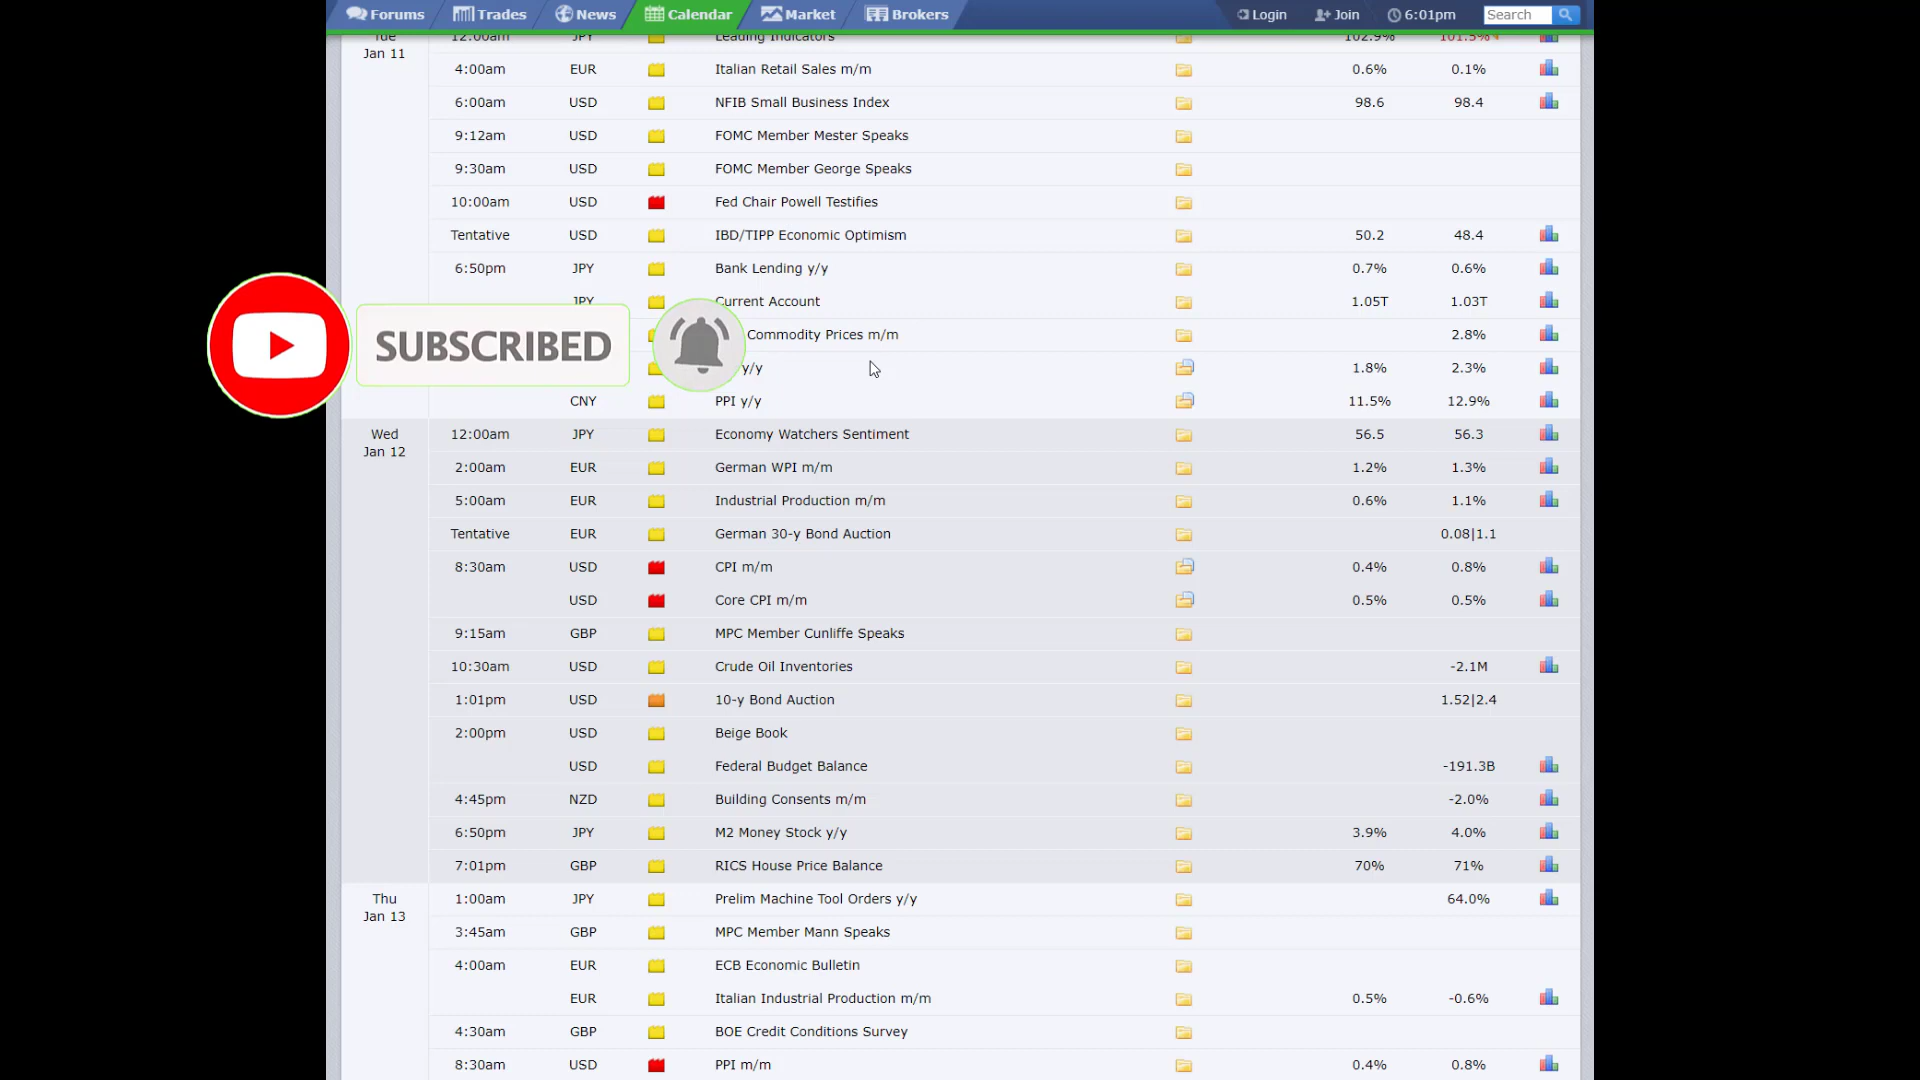 Forums Trades News Calendar Market Brokers Login Join 6:01pm Search
Tue 12:00am JPY Leading Indicators 102.9% 101.5%
Jan 11
4:00am EUR Italian Retail Sales m/m 0.6% 0.1%
6:00am USD NFIB Small Business Index 98.6 98.4
9:12am USD FOMC Member Mester Speaks
9:30am USD FOMC Member George Speaks
10:00am USD Fed Chair Powell Testifies
Tentative USD IBD/TIPP Economic Optimism 50.2 48.4
6:50pm JPY Bank Lending y/y 0.7% 0.6%
JPY Current Account 1.05T 1.03T
SUBSCRIBED
Commodity Prices m/m 2.8%
y/y 1.8% 2.3%
CNY PPI y/y 11.5% 12.9%
Wed 12:00am JPY Economy Watchers Sentiment 56.5 56.3
Jan 12
2:00am EUR German WPI m/m 1.2% 1.3%
5:00am EUR Industrial Production m/m 0.6% 1.1%
Tentative EUR German 30-y Bond Auction 0.08|1.1
8:30am USD CPI m/m 0.4% 0.8%
USD Core CPI m/m 0.5% 0.5%
9:15am GBP MPC Member Cunliffe Speaks
10:30am USD Crude Oil Inventories -2.1M
1:01pm USD 10-y Bond Auction 1.52|2.4
2:00pm USD Beige Book
USD Federal Budget Balance -191.3B
4:45pm NZD Building Consents m/m -2.0%
6:50pm JPY M2 Money Stock y/y 3.9% 4.0%
7:01pm GBP RICS House Price Balance 70% 71%
Thu 1:00am JPY Prelim Machine Tool Orders y/y 64.0%
Jan 13
3:45am GBP MPC Member Mann Speaks
4:00am EUR ECB Economic Bulletin
EUR Italian Industrial Production m/m 0.5% -0.6%
4:30am GBP BOE Credit Conditions Survey
8:30am USD PPI m/m 0.4% 0.8%